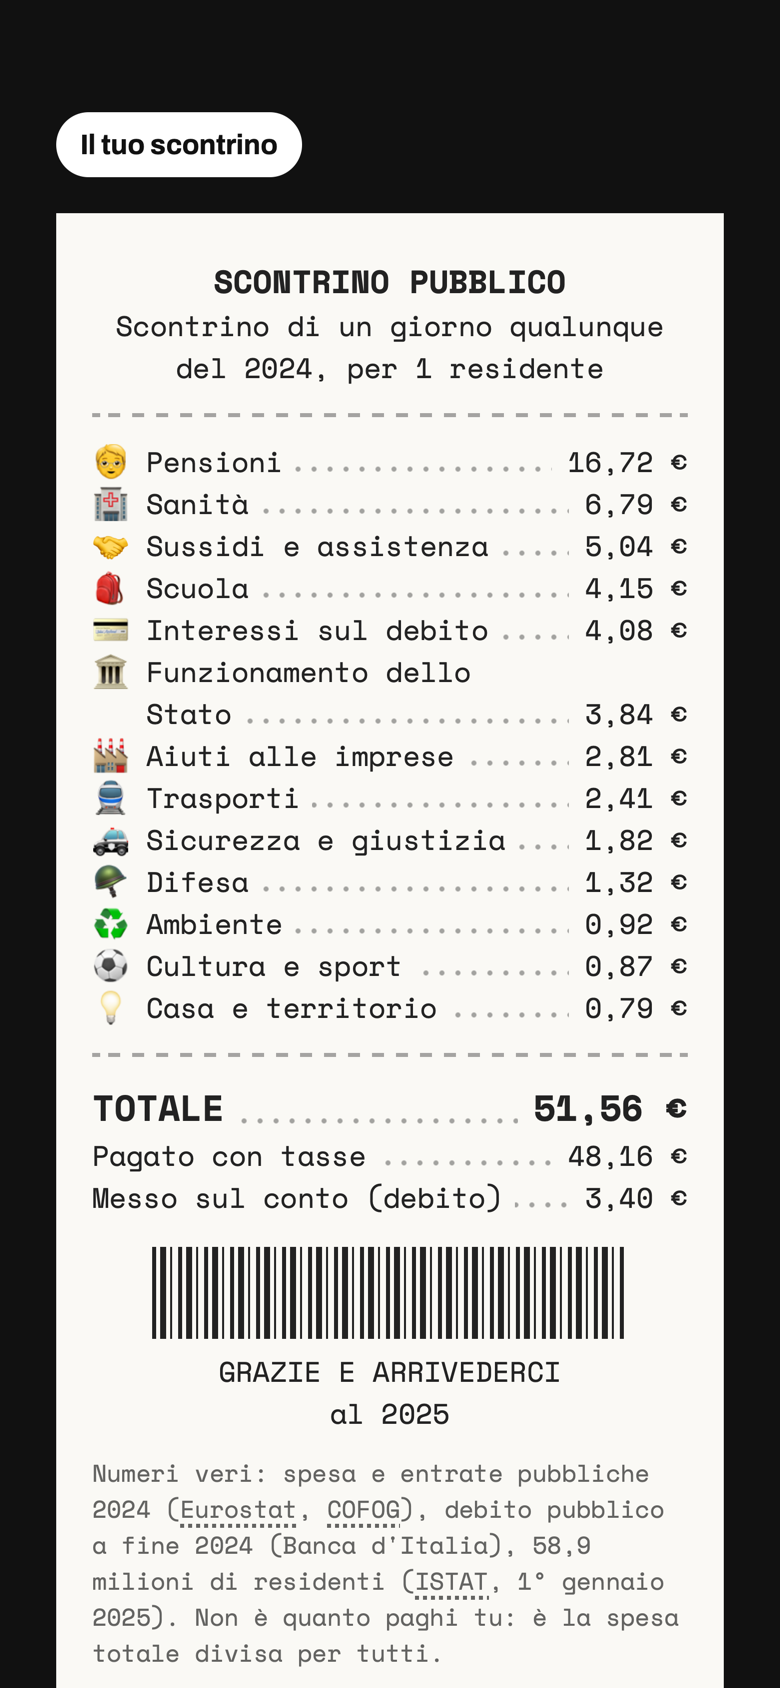 Il tuo scontrino
SCONTRINO PUBBLICO
Scontrino di un giorno qualunque
del 2024, per 1 residente
Pensioni 16,72 €
Sanità 6,79 €
Sussidi e assistenza 5,04 €
Scuola 4,15 €
Interessi sul debito 4,08 €
Funzionamento dello
Stato 3,84 €
Aiuti alle imprese 2,81 €
Trasporti 2,41 €
Sicurezza e giustizia 1,82 €
Difesa 1,32 €
Ambiente 0,92 €
Cultura e sport 0,87 €
Casa e territorio 0,79 €
TOTALE 51,56 €
Pagato con tasse 48,16 €
Messo sul conto (debito) 3,40 €
GRAZIE E ARRIVEDERCI
al 2025
Numeri veri: spesa e entrate pubbliche
2024 (Eurostat, COFOG), debito pubblico
a fine 2024 (Banca d'Italia), 58,9
milioni di residenti (ISTAT, 1° gennaio
2025). Non è quanto paghi tu: è la spesa
totale divisa per tutti.